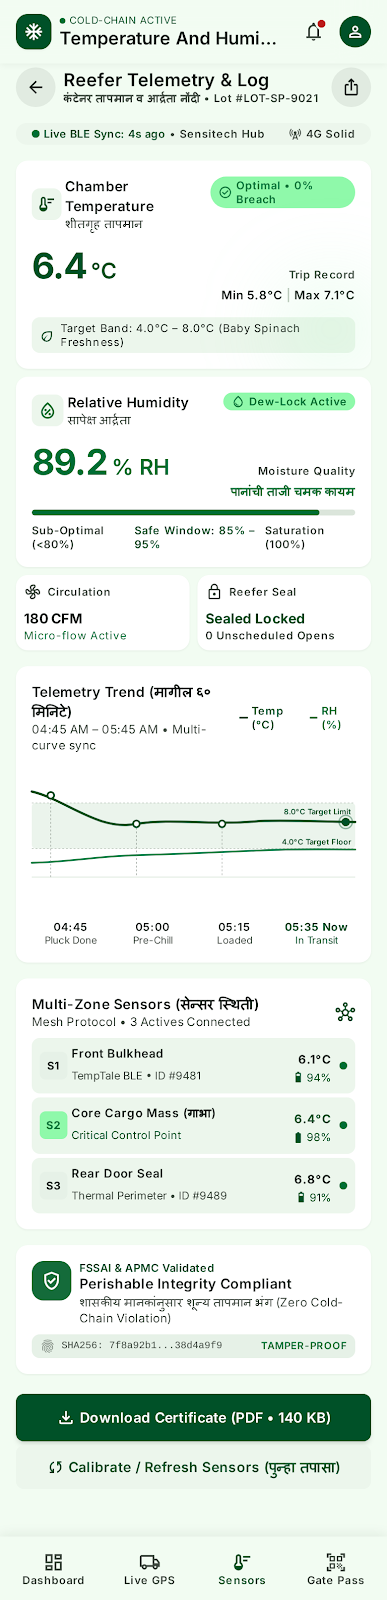 COLD-CHAIN ACTIVE
Temperature And Humi...
Reefer Telemetry & Log
कंटेनर तापमान व आर्द्रता नोंदी • Lot #LOT-SP-9021
Live BLE Sync: 4s ago • Sensitech Hub
4G Solid
Chamber
Temperature
शीतगृह तापमान
Optimal • 0%
Breach
6.4 °C
Trip Record
Min 5.8°C | Max 7.1°C
Target Band: 4.0°C – 8.0°C (Baby Spinach
Freshness)
Relative Humidity
सापेक्ष आर्द्रता
Dew-Lock Active
89.2 % RH
Moisture Quality
पानांची ताजी चमक कायम
Sub-Optimal
(<80%)
Safe Window: 85% –
95%
Saturation
(100%)
Circulation
180 CFM
Micro-flow Active
Reefer Seal
Sealed Locked
0 Unscheduled Opens
Telemetry Trend (मागील ६०
मिनिटे)
04:45 AM – 05:45 AM • Multi-
curve sync
Temp
(°C)
RH
(%)
8.0°C Target Limit
4.0°C Target Floor
04:45
Pluck Done
05:00
Pre-Chill
05:15
Loaded
05:35 Now
In Transit
Multi-Zone Sensors (सेन्सर स्थिती)
Mesh Protocol • 3 Actives Connected
S1
Front Bulkhead
TempTale BLE • ID #9481
6.1°C
94%
S2
Core Cargo Mass (गाभा)
Critical Control Point
6.4°C
98%
S3
Rear Door Seal
Thermal Perimeter • ID #9489
6.8°C
91%
FSSAI & APMC Validated
Perishable Integrity Compliant
शासकीय मानकांनुसार शून्य तापमान भंग (Zero Cold-
Chain Violation)
SHA256: 7f8a92b1...38d4a9f9
TAMPER-PROOF
Download Certificate (PDF • 140 KB)
Calibrate / Refresh Sensors (पुन्हा तपासा)
Dashboard
Live GPS
Sensors
Gate Pass